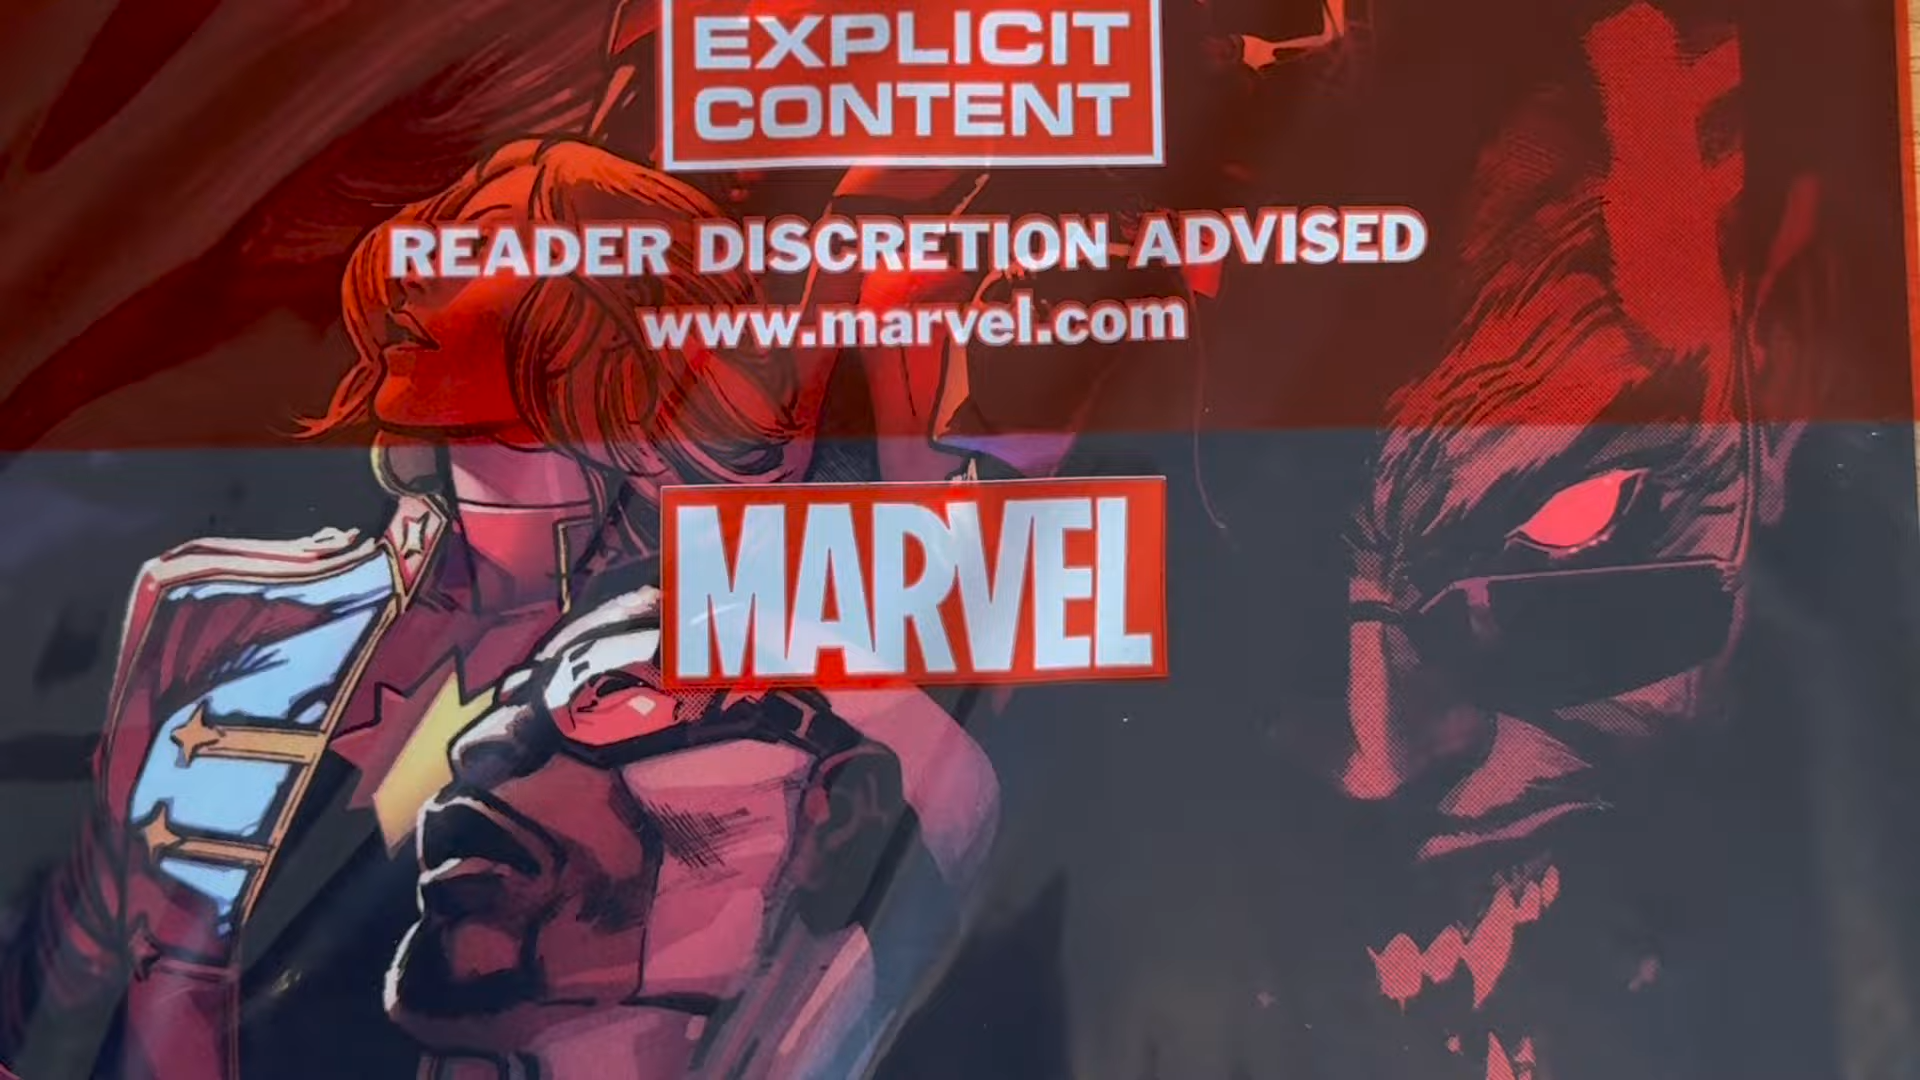 EXPLICIT
CONTENT
READER DISCRETION ADVISED
www.marvel.com
MARVEL